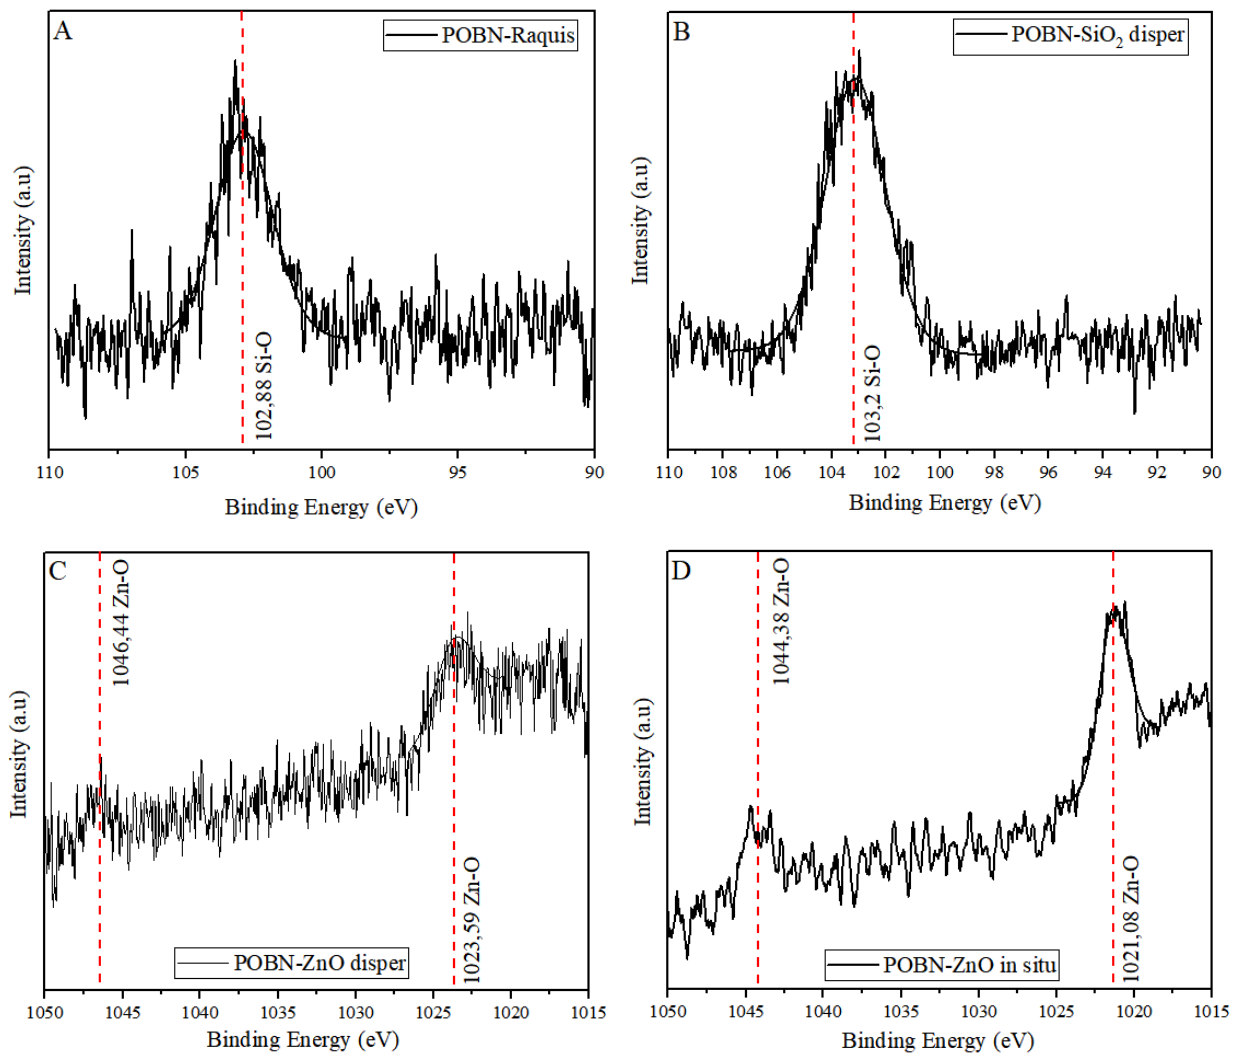 A
POBN-Raquis
Intensity (a.u)
102,88 Si-O
110
105
100
95
90
Binding Energy (eV)
B
POBN-SiO₂ disper
Intensity (a.u)
103,2 Si-O
110
108
106
104
102
100
98
96
94
92
90
Binding Energy (eV)
C
1046,44 Zn-O
Intensity (a.u)
1023,59 Zn-O
POBN-ZnO disper
1050
1045
1040
1035
1030
1025
1020
1015
Binding Energy (eV)
D
1044,38 Zn-O
Intensity (a.u)
1021,08 Zn-O
POBN-ZnO in situ
1050
1045
1040
1035
1030
1025
1020
1015
Binding Energy (eV)